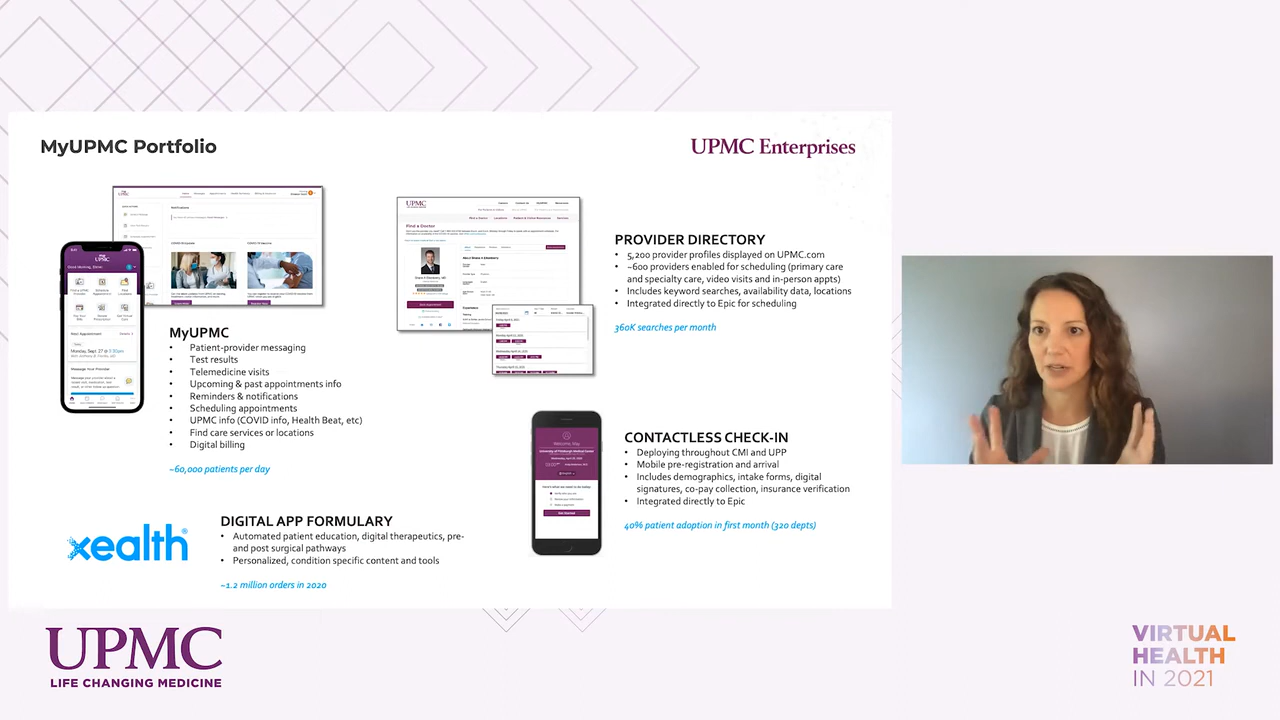 MyUPMC Portfolio
UPMC Enterprises
MyUPMC
• Patient-provider messaging
• Test results
• Telemedicine visits
• Upcoming & past appointments info
• Reminders & notifications
• Scheduling appointments
• UPMC info (COVID info, Health Beat, etc)
• Find care services or locations
• Digital billing
~60,000 patients per day
UPMC
Find a Doctor
PROVIDER DIRECTORY
• 5,200 provider profiles displayed on UPMC.com
• ~600 providers enabled for scheduling (primary care
and specialty care, video visits and in-person appts)
• Includes keyword searches, availability data, locations
• Integrated directly to Epic for scheduling
360K searches per month
CONTACTLESS CHECK-IN
• Deploying throughout CMI and UPP
• Mobile pre-registration and arrival
• Includes demographics, intake forms, digital
signatures, co-pay collection, insurance verification
• Integrated directly to Epic
40% patient adoption in first month (320 depts)
xealth
DIGITAL APP FORMULARY
• Automated patient education, digital therapeutics, pre-
and post surgical pathways
• Personalized, condition specific content and tools
~1.2 million orders in 2020
UPMC
LIFE CHANGING MEDICINE
VIRTUAL
HEALTH
IN 2021